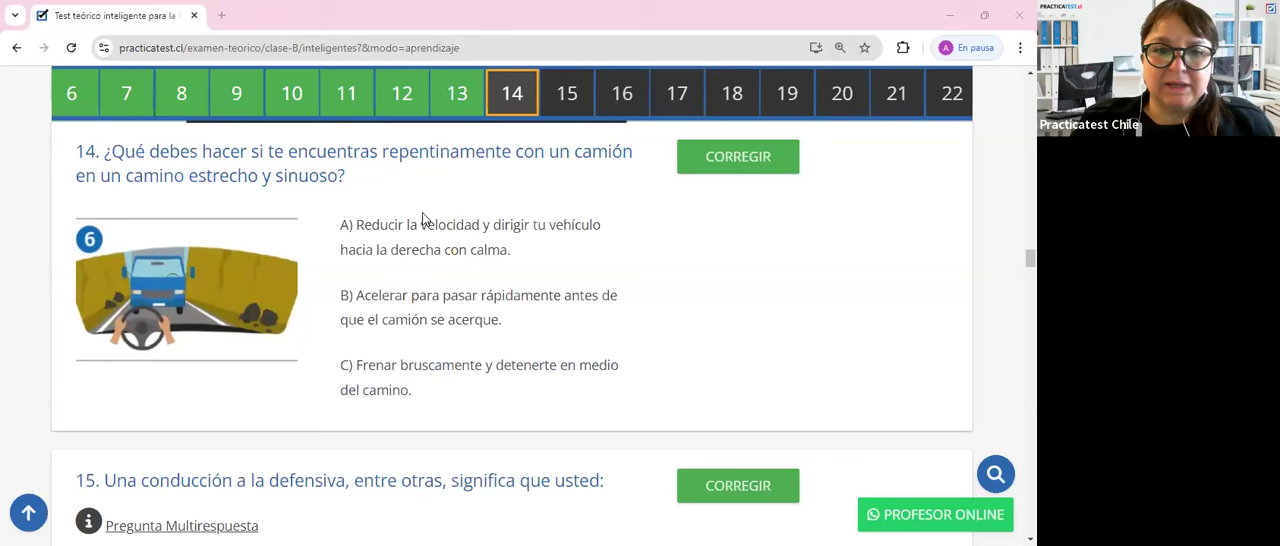 Test teórico inteligente para la
practicatest.cl/examen-teorico/clase-B/inteligentes?&modo=aprendizaje
A En pausa
PRACTICATEST.cl
Practicatest Chile
6 7 8 9 10 11 12 13 14 15 16 17 18 19 20 21 22
14. ¿Qué debes hacer si te encuentras repentinamente con un camión
en un camino estrecho y sinuoso?
CORREGIR
6
A) Reducir la velocidad y dirigir tu vehículo
hacia la derecha con calma.
B) Acelerar para pasar rápidamente antes de
que el camión se acerque.
C) Frenar bruscamente y detenerte en medio
del camino.
15. Una conducción a la defensiva, entre otras, significa que usted:
CORREGIR
i Pregunta Multirespuesta
PROFESOR ONLINE